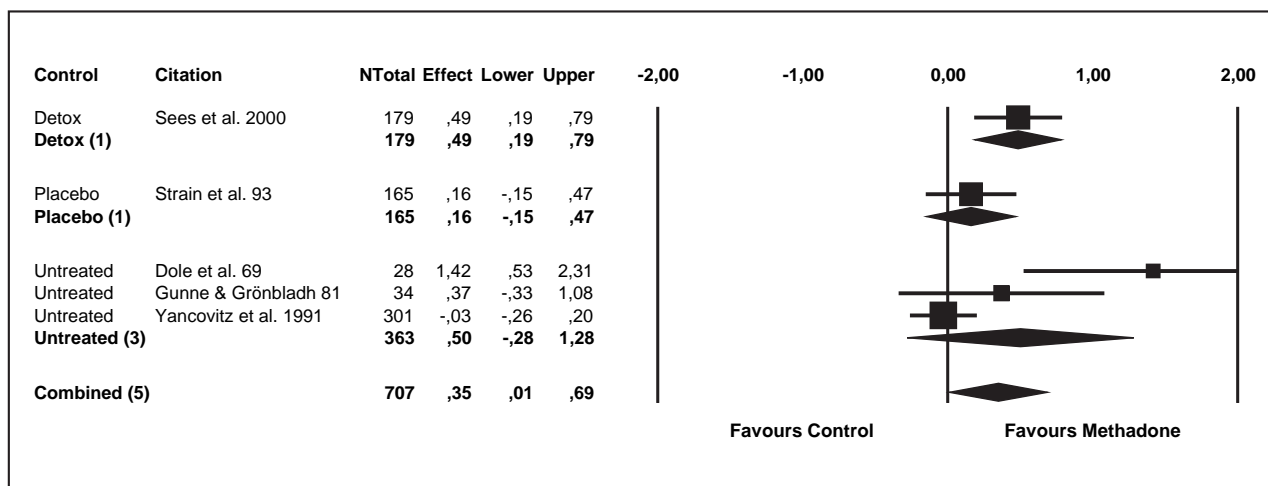 Control Citation NTotal Effect Lower Upper -2,00 -1,00 0,00 1,00 2,00
Detox Sees et al. 2000 179 ,49 ,19 ,79
Detox (1) 179 ,49 ,19 ,79
Placebo Strain et al. 93 165 ,16 -,15 ,47
Placebo (1) 165 ,16 -,15 ,47
Untreated Dole et al. 69 28 1,42 ,53 2,31
Untreated Gunne & Grönbladh 81 34 ,37 -,33 1,08
Untreated Yancovitz et al. 1991 301 -,03 -,26 ,20
Untreated (3) 363 ,50 -,28 1,28
Combined (5) 707 ,35 ,01 ,69
Favours Control Favours Methadone